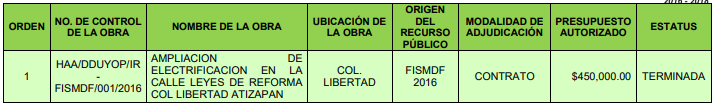 2016 - 2018
ORDEN
NO. DE CONTROL
DE LA OBRA
NOMBRE DE LA OBRA
UBICACIÓN DE
LA OBRA
ORIGEN
DEL
RECURSO
PÚBLICO
MODALIDAD DE
ADJUDICACIÓN
PRESUPUESTO
AUTORIZADO
ESTATUS
1
HAA/DDUYOP/IR
-
FISMDF/001/2016
AMPLIACION DE
ELECTRIFICACION EN LA
CALLE LEYES DE REFORMA
COL LIBERTAD ATIZAPAN
COL.
LIBERTAD
FISMDF
2016
CONTRATO
$450,000.00
TERMINADA